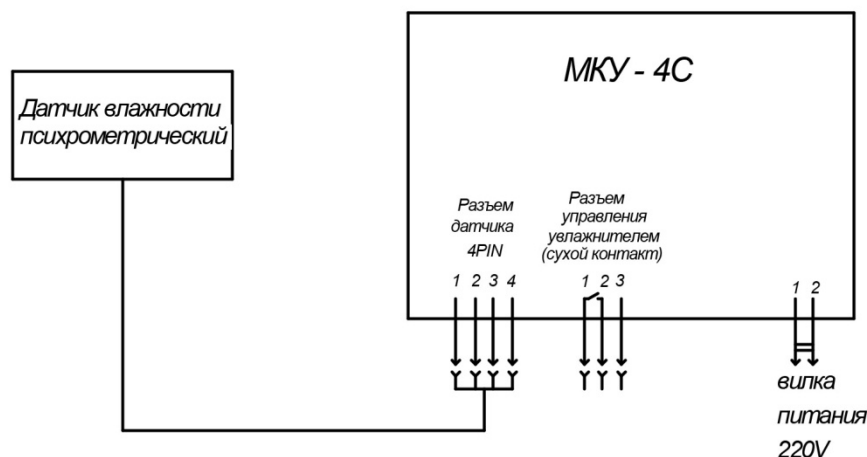 МКУ - 4С
Датчик влажности
психрометрический
Разъем
датчика
4PIN
1 2 3 4
Разъем
управления
увлажнителем
(сухой контакт)
1 2 3
1 2
вилка
питания
220V